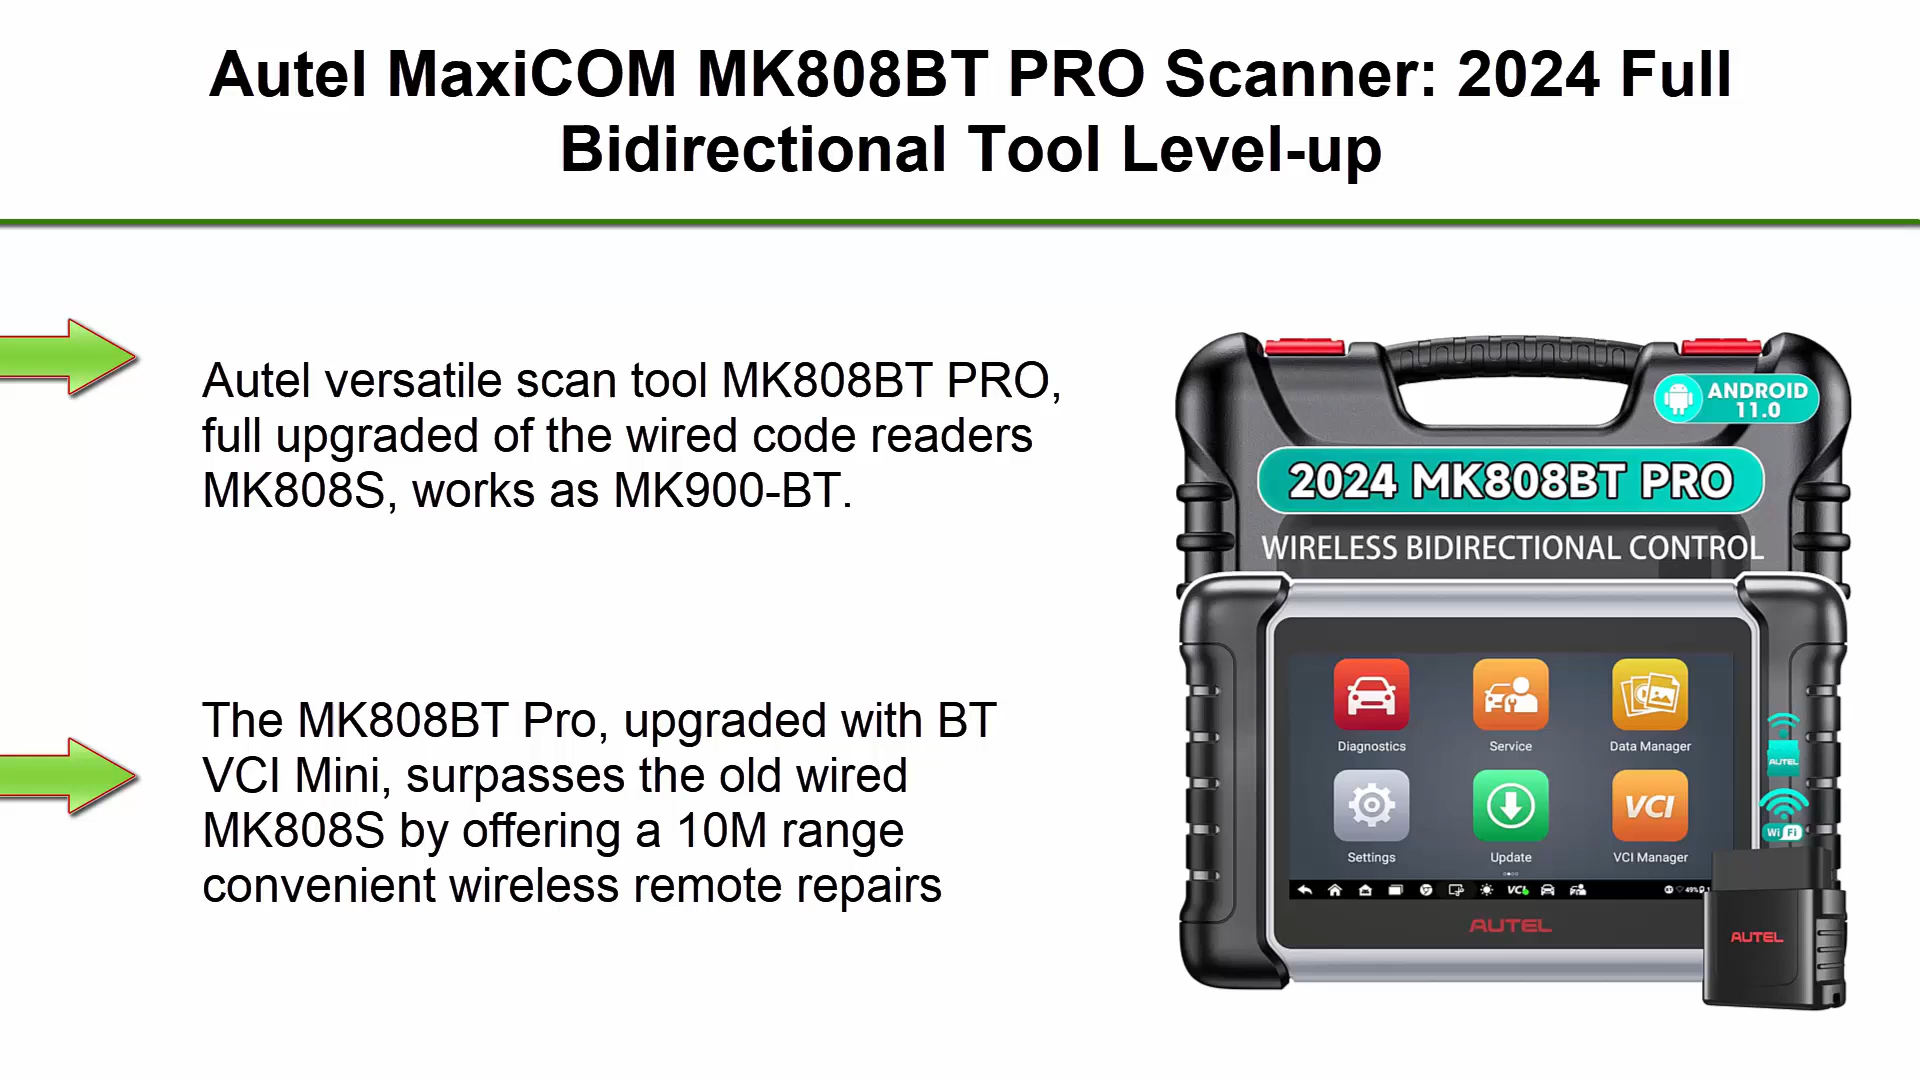 Autel MaxiCOM MK808BT PRO Scanner: 2024 Full
Bidirectional Tool Level-up
Autel versatile scan tool MK808BT PRO,
full upgraded of the wired code readers
MK808S, works as MK900-BT.
The MK808BT Pro, upgraded with BT
VCI Mini, surpasses the old wired
MK808S by offering a 10M range
convenient wireless remote repairs
ANDROID
11.0
2024 MK808BT PRO
WIRELESS BIDIRECTIONAL CONTROL
Diagnostics
Service
Data Manager
AUTEL
Settings
Update
VCI
VCI Manager
WiFi
VCI
49%
AUTEL
AUTEL